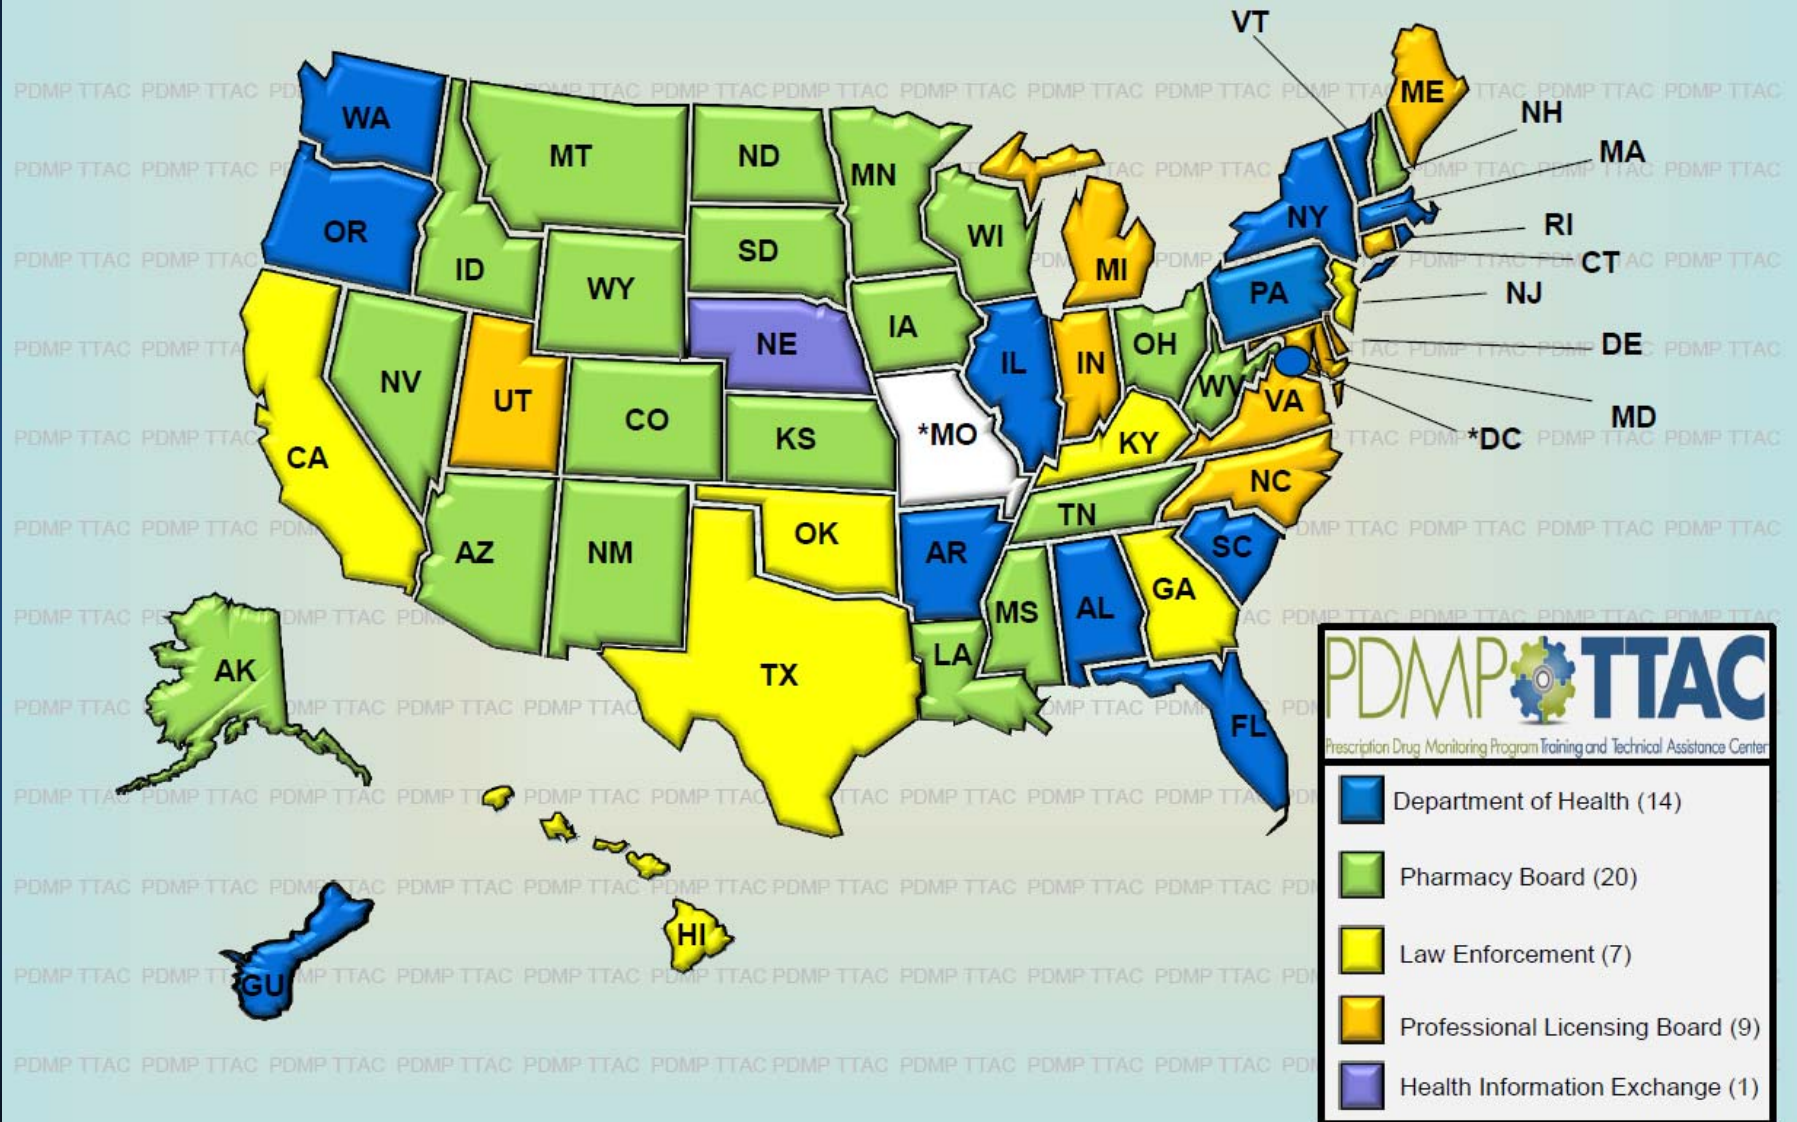 VT
ME
NH
WA
MT
ND
MN
MA
OR
ID
SD
WI
NY
RI
MI
CT
WY
PA
NJ
NE
IA
OH
DE
NV
UT
IL
IN
WV
VA
CO
KS
*MO
KY
MD
*DC
CA
NC
TN
OK
AZ
NM
AR
SC
GA
MS
AL
LA
TX
AK
FL
HI
GU
PDMP TTAC
Prescription Drug Monitoring Program Training and Technical Assistance Center
Department of Health (14)
Pharmacy Board (20)
Law Enforcement (7)
Professional Licensing Board (9)
Health Information Exchange (1)